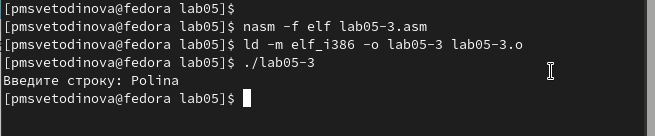 [pmsvetodinova@fedora lab05]$
[pmsvetodinova@fedora lab05]$ nasm -f elf lab05-3.asm
[pmsvetodinova@fedora lab05]$ ld -m elf_i386 -o lab05-3 lab05-3.o
[pmsvetodinova@fedora lab05]$ ./lab05-3
Введите строку: Polina
[pmsvetodinova@fedora lab05]$